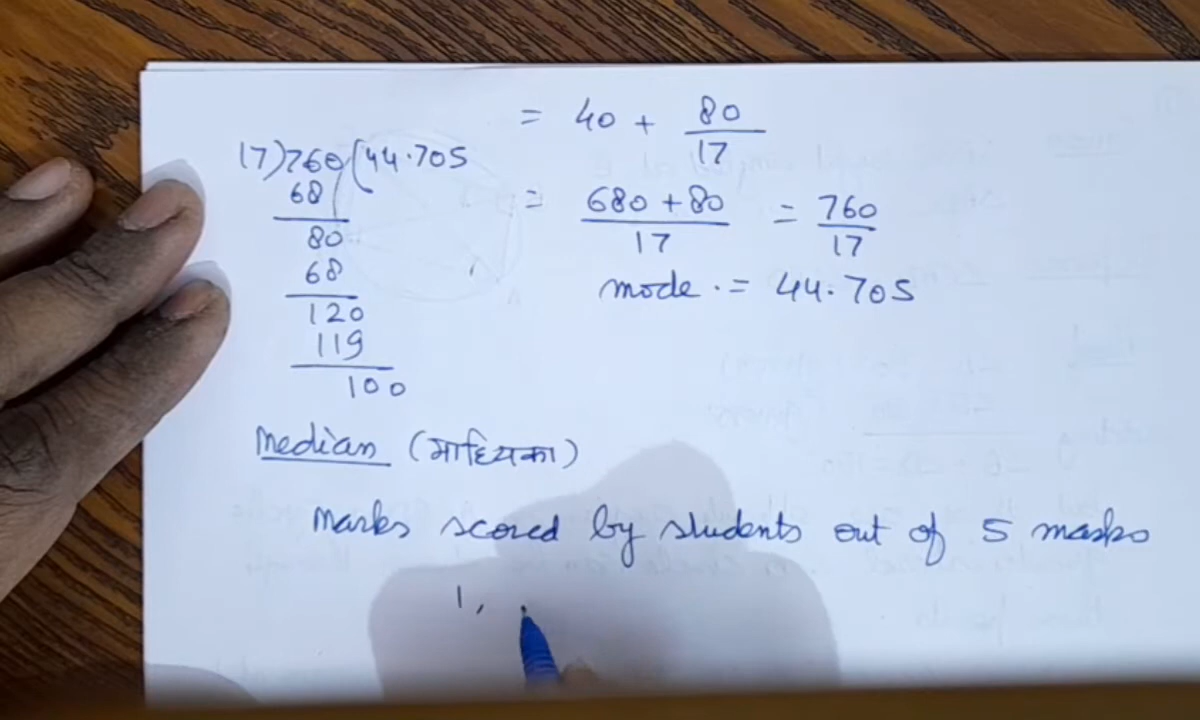 = 40 + 80/17
17)760(44.705
68
80
68
120
119
100
= 680+80/17 = 760/17
mode . = 44.705
Median (माध्यिका)
Marks scored by students out of 5 marks
1,